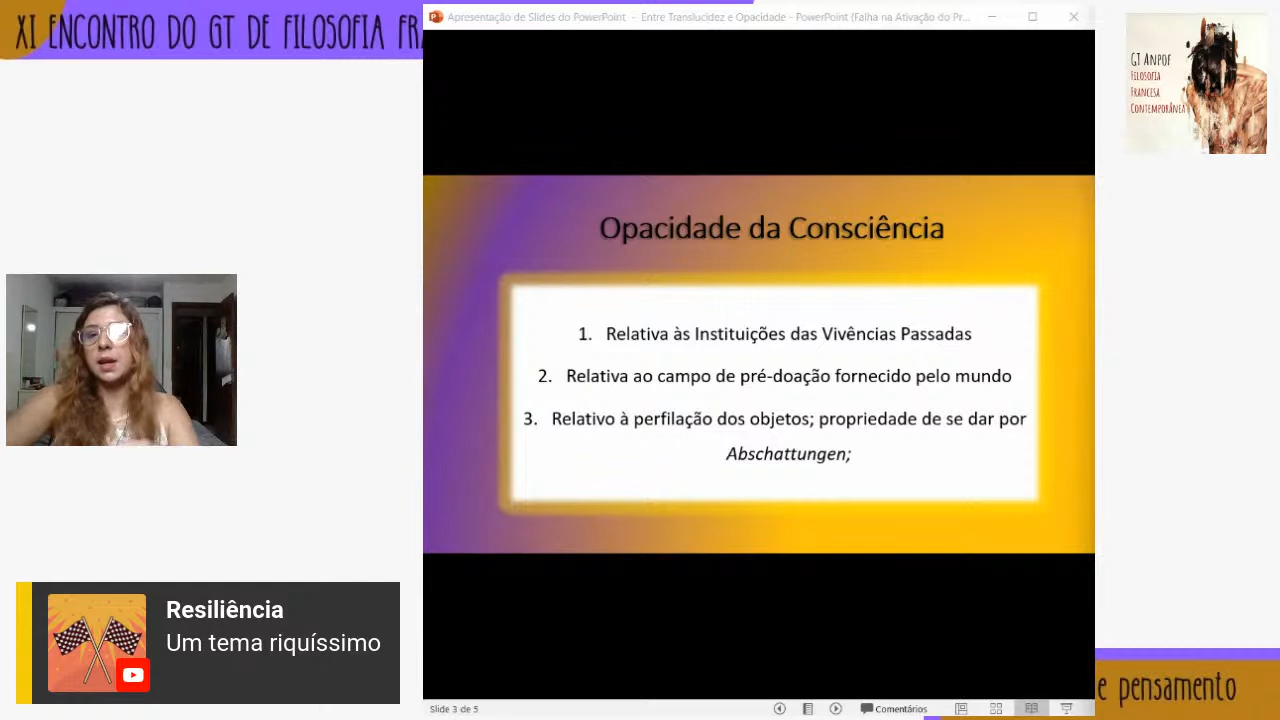 XI ENCONTRO DO GT DE FILOSOFIA
Apresentação de Slides do PowerPoint - Entre Translucidez e Opacidade - PowerPoint (Falha na Ativação do Pr...
GT Anpof
Filosofia
Francesa
Contemporânea
Opacidade da Consciência
1. Relativa às Instituições das Vivências Passadas
2. Relativa ao campo de pré-doação fornecido pelo mundo
3. Relativo à perfilação dos objetos; propriedade de se dar por
Abschattungen;
Resiliência
Um tema riquíssimo
e pensamento
Slide 3 de 5
Comentários